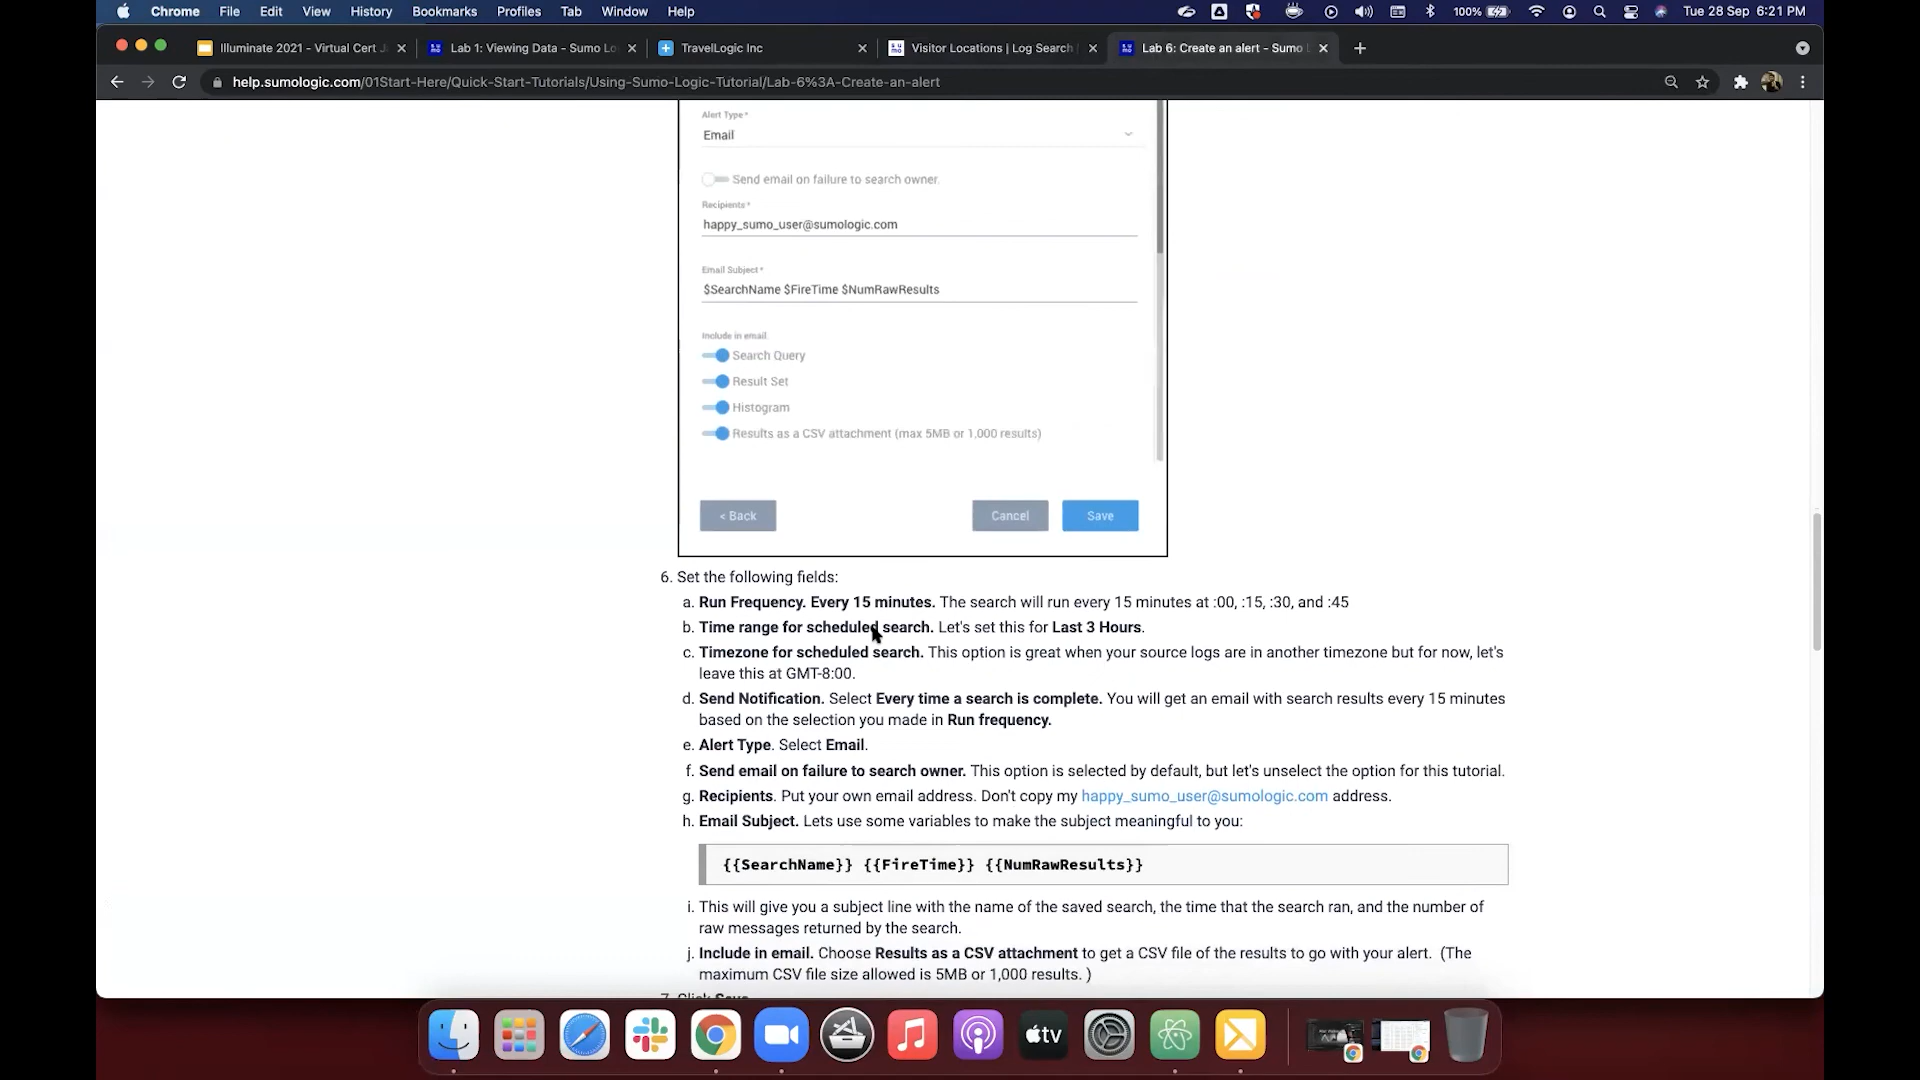 Chrome File Edit View History Bookmarks Profiles Tab Window Help 100% Tue 28 Sep 6:21 PM
Illuminate 2021 - Virtual Cert J Lab 1: Viewing Data - Sumo Lo TravelLogic Inc Visitor Locations | Log Search Lab 6: Create an alert - Sumo L
help.sumologic.com/01Start-Here/Quick-Start-Tutorials/Using-Sumo-Logic-Tutorial/Lab-6%3A-Create-an-alert
Alert Type *
Email
Send email on failure to search owner.
Recipients *
happy_sumo_user@sumologic.com
Email Subject *
$SearchName $FireTime $NumRawResults
Include in email
Search Query
Result Set
Histogram
Results as a CSV attachment (max 5MB or 1,000 results)
< Back Cancel Save
6. Set the following fields:
a. Run Frequency. Every 15 minutes. The search will run every 15 minutes at :00, :15, :30, and :45
b. Time range for scheduled search. Let's set this for Last 3 Hours.
c. Timezone for scheduled search. This option is great when your source logs are in another timezone but for now, let's
leave this at GMT-8:00.
d. Send Notification. Select Every time a search is complete. You will get an email with search results every 15 minutes
based on the selection you made in Run frequency.
e. Alert Type. Select Email.
f. Send email on failure to search owner. This option is selected by default, but let's unselect the option for this tutorial.
g. Recipients. Put your own email address. Don't copy my happy_sumo_user@sumologic.com address.
h. Email Subject. Lets use some variables to make the subject meaningful to you:
{{SearchName}} {{FireTime}} {{NumRawResults}}
i. This will give you a subject line with the name of the saved search, the time that the search ran, and the number of
raw messages returned by the search.
j. Include in email. Choose Results as a CSV attachment to get a CSV file of the results to go with your alert. (The
maximum CSV file size allowed is 5MB or 1,000 results. )
7. Click Save.
tv